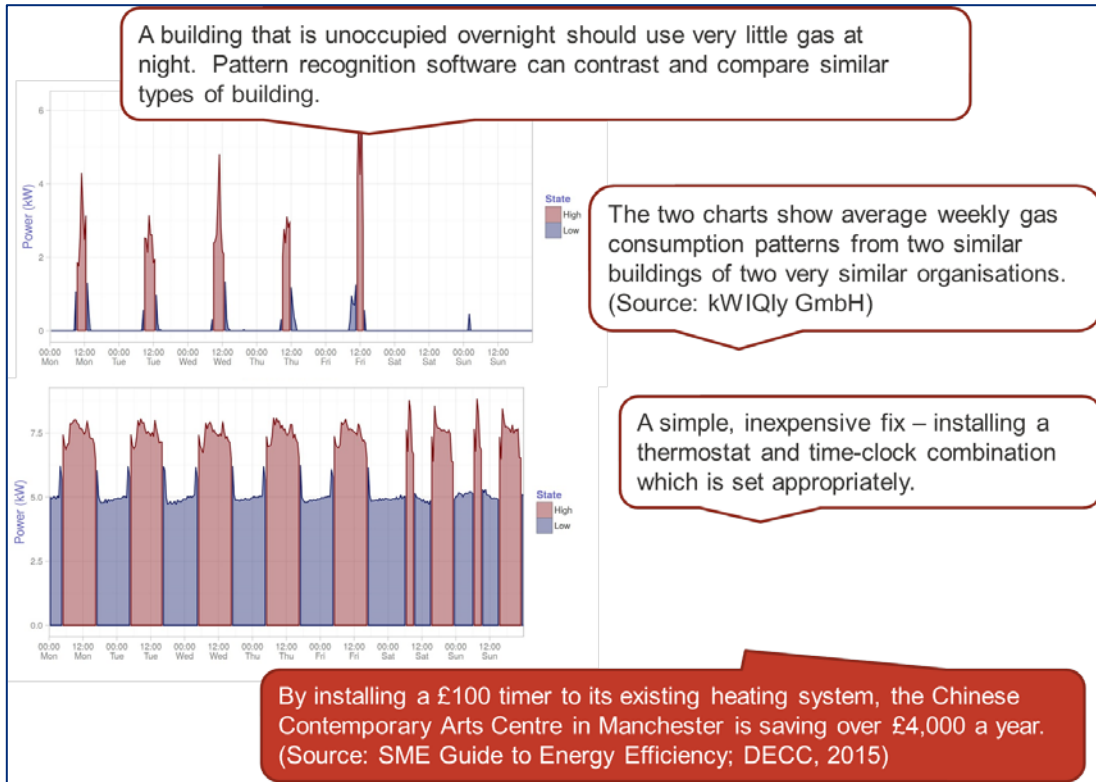 A building that is unoccupied overnight should use very little gas at
night. Pattern recognition software can contrast and compare similar
types of building.
6
4
2
0
Power (kW)
00:00 12:00 00:00 12:00 00:00 12:00 00:00 12:00 00:00 12:00 00:00 12:00 00:00 12:00
Mon Mon Tue Tue Wed Wed Thu Thu Fri Fri Sat Sat Sun Sun
State
High
Low
The two charts show average weekly gas
consumption patterns from two similar
buildings of two very similar organisations.
(Source: kWIQly GmbH)
7.5
5.0
2.5
0.0
Power (kW)
00:00 12:00 00:00 12:00 00:00 12:00 00:00 12:00 00:00 12:00 00:00 12:00 00:00 12:00
Mon Mon Tue Tue Wed Wed Thu Thu Fri Fri Sat Sat Sun Sun
State
High
Low
A simple, inexpensive fix – installing a
thermostat and time-clock combination
which is set appropriately.
By installing a £100 timer to its existing heating system, the Chinese
Contemporary Arts Centre in Manchester is saving over £4,000 a year.
(Source: SME Guide to Energy Efficiency; DECC, 2015)